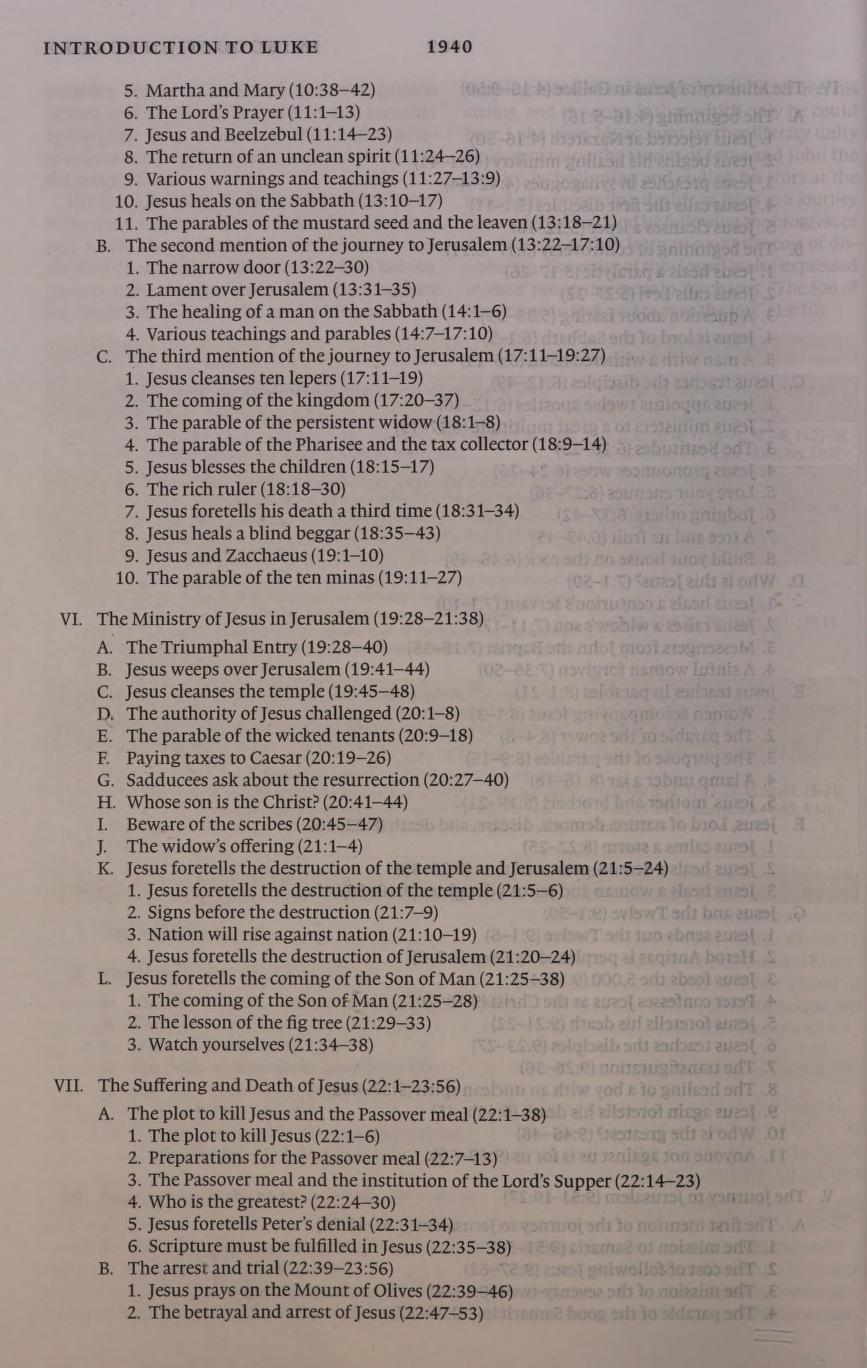 INTRODUCTION TO LUKE 1940
5. Martha and Mary (10:38–42)
6. The Lord's Prayer (11:1–13)
7. Jesus and Beelzebul (11:14–23)
8. The return of an unclean spirit (11:24–26)
9. Various warnings and teachings (11:27–13:9)
10. Jesus heals on the Sabbath (13:10–17)
11. The parables of the mustard seed and the leaven (13:18–21)
B. The second mention of the journey to Jerusalem (13:22–17:10)
1. The narrow door (13:22–30)
2. Lament over Jerusalem (13:31–35)
3. The healing of a man on the Sabbath (14:1–6)
4. Various teachings and parables (14:7–17:10)
C. The third mention of the journey to Jerusalem (17:11–19:27)
1. Jesus cleanses ten lepers (17:11–19)
2. The coming of the kingdom (17:20–37)
3. The parable of the persistent widow (18:1–8)
4. The parable of the Pharisee and the tax collector (18:9–14)
5. Jesus blesses the children (18:15–17)
6. The rich ruler (18:18–30)
7. Jesus foretells his death a third time (18:31–34)
8. Jesus heals a blind beggar (18:35–43)
9. Jesus and Zacchaeus (19:1–10)
10. The parable of the ten minas (19:11–27)
VI. The Ministry of Jesus in Jerusalem (19:28–21:38)
A. The Triumphal Entry (19:28–40)
B. Jesus weeps over Jerusalem (19:41–44)
C. Jesus cleanses the temple (19:45–48)
D. The authority of Jesus challenged (20:1–8)
E. The parable of the wicked tenants (20:9–18)
F. Paying taxes to Caesar (20:19–26)
G. Sadducees ask about the resurrection (20:27–40)
H. Whose son is the Christ? (20:41–44)
I. Beware of the scribes (20:45–47)
J. The widow's offering (21:1–4)
K. Jesus foretells the destruction of the temple and Jerusalem (21:5–24)
1. Jesus foretells the destruction of the temple (21:5–6)
2. Signs before the destruction (21:7–9)
3. Nation will rise against nation (21:10–19)
4. Jesus foretells the destruction of Jerusalem (21:20–24)
L. Jesus foretells the coming of the Son of Man (21:25–38)
1. The coming of the Son of Man (21:25–28)
2. The lesson of the fig tree (21:29–33)
3. Watch yourselves (21:34–38)
VII. The Suffering and Death of Jesus (22:1–23:56)
A. The plot to kill Jesus and the Passover meal (22:1–38)
1. The plot to kill Jesus (22:1–6)
2. Preparations for the Passover meal (22:7–13)
3. The Passover meal and the institution of the Lord's Supper (22:14–23)
4. Who is the greatest? (22:24–30)
5. Jesus foretells Peter's denial (22:31–34)
6. Scripture must be fulfilled in Jesus (22:35–38)
B. The arrest and trial (22:39–23:56)
1. Jesus prays on the Mount of Olives (22:39–46)
2. The betrayal and arrest of Jesus (22:47–53)